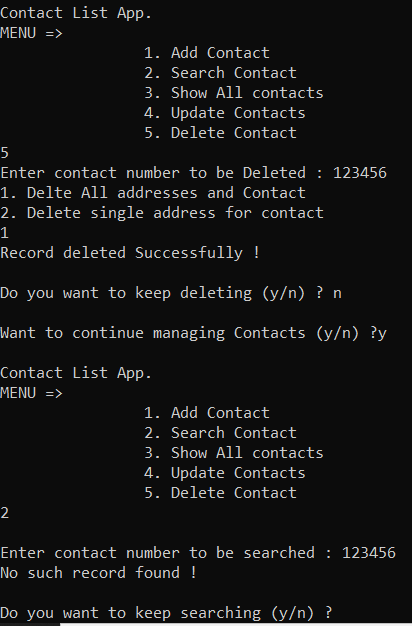 Contact List App.
MENU =>
1. Add Contact
2. Search Contact
3. Show All contacts
4. Update Contacts
5. Delete Contact
5
Enter contact number to be Deleted : 123456
1. Delte All addresses and Contact
2. Delete single address for contact
1
Record deleted Successfully !
Do you want to keep deleting (y/n) ? n
Want to continue managing Contacts (y/n) ?y
Contact List App.
MENU =>
1. Add Contact
2. Search Contact
3. Show All contacts
4. Update Contacts
5. Delete Contact
2
Enter contact number to be searched : 123456
No such record found !
Do you want to keep searching (y/n) ?